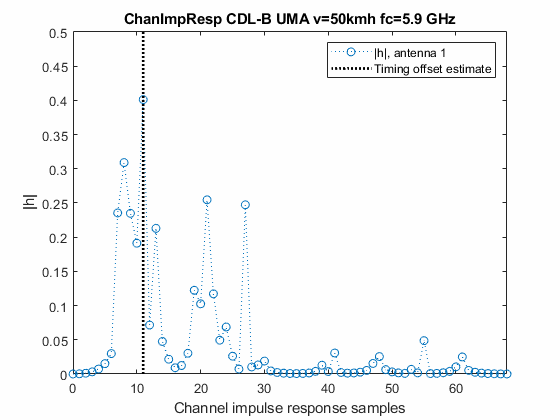 ChanImpResp CDL-B UMA v=50kmh fc=5.9 GHz
|h|, antenna 1
Timing offset estimate
|h|
0.5
0.45
0.4
0.35
0.3
0.25
0.2
0.15
0.1
0.05
0
0 10 20 30 40 50 60
Channel impulse response samples